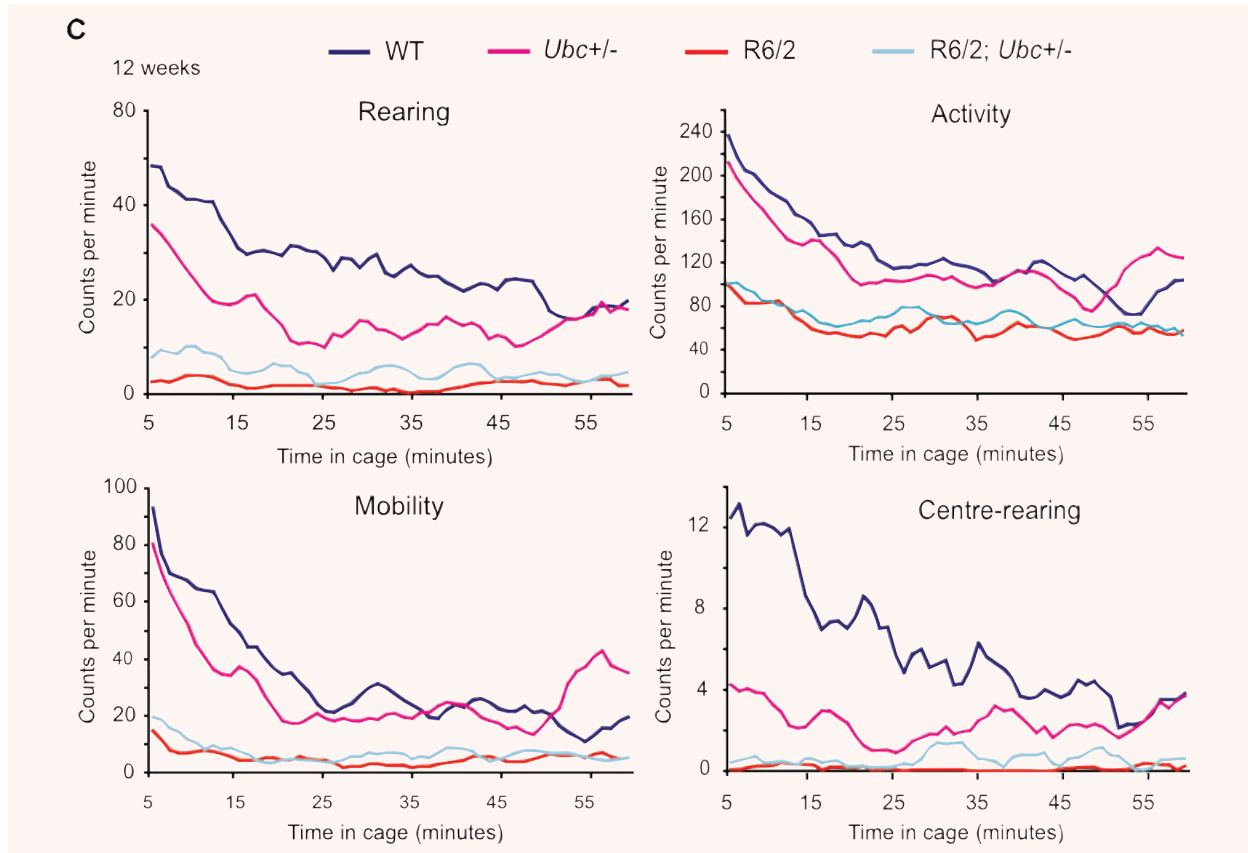 C
WT Ubc+/- R6/2 R6/2; Ubc+/-
12 weeks
Rearing
Counts per minute
80
40
20
0
5 15 25 35 45 55
Time in cage (minutes)
Activity
Counts per minute
240
200
160
120
80
40
0
5 15 25 35 45 55
Time in cage (minutes)
Mobility
Counts per minute
100
80
60
40
20
0
5 15 25 35 45 55
Time in cage (minutes)
Centre-rearing
Counts per minute
12
8
4
0
5 15 25 35 45 55
Time in cage (minutes)